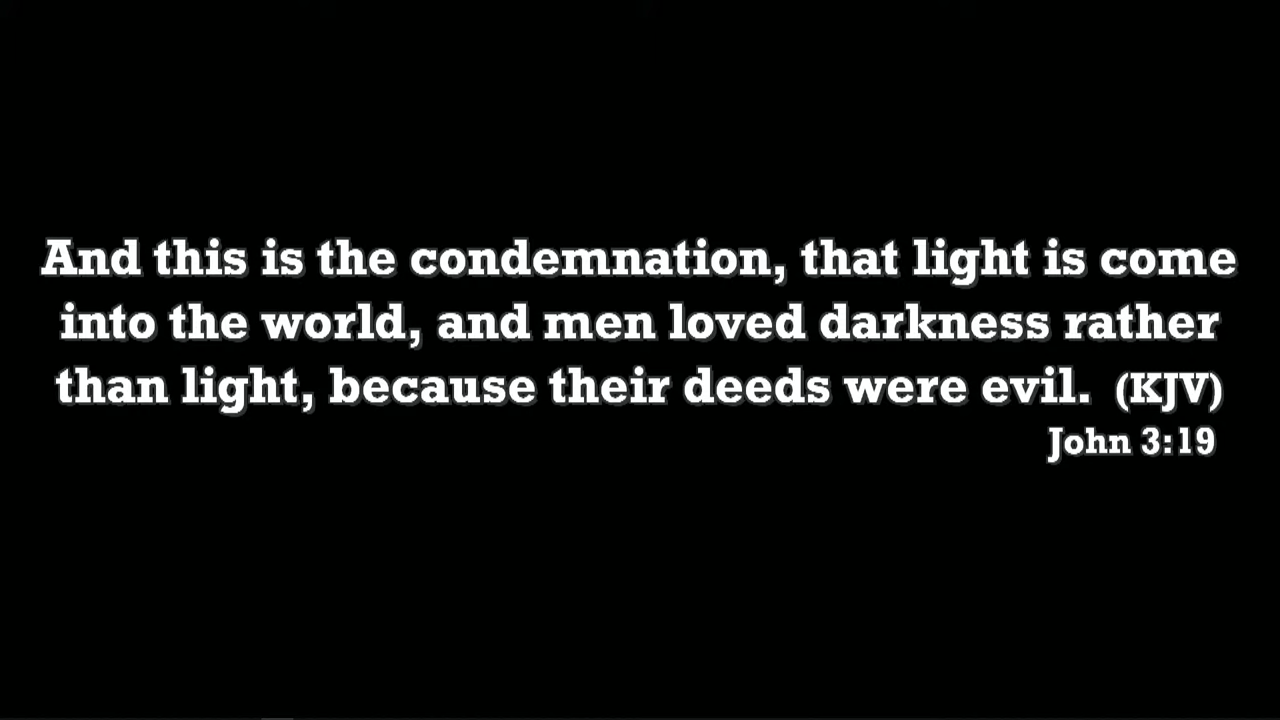 And this is the condemnation, that light is come
into the world, and men loved darkness rather
than light, because their deeds were evil. (KJV)
John 3:19